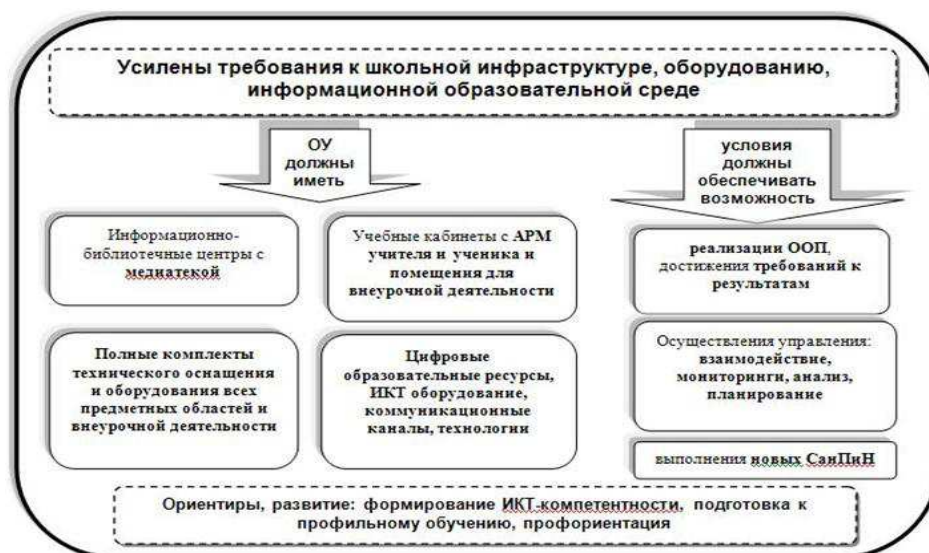 Усилены требования к школьной инфраструктуре, оборудованию,
информационной образовательной среде
ОУ
должны
иметь
условия
должны
обеспечивать
возможность
Информационно-
библиотечные центры с
медиатекой
Учебные кабинеты с АРМ
учителя и ученика и
помещения для
внеурочной деятельности
реализации ООП,
достижения требований к
результатам
Полные комплекты
технического оснащения
и оборудования всех
предметных областей и
внеурочной деятельности
Цифровые
образовательные ресурсы,
ИКТ оборудование,
коммуникационные
каналы, технологии
Осуществления управления:
взаимодействие,
мониторинги, анализ,
планирование
выполнения новых СанПиН
Ориентиры, развитие: формирование ИКТ-компетентности, подготовка к
профильному обучению, профориентация